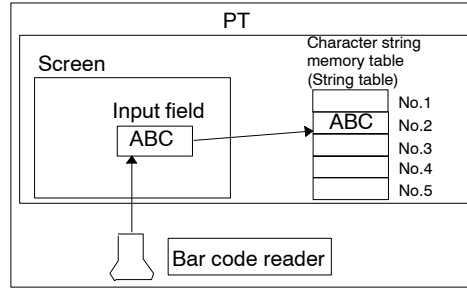 PT
Character string
memory table
(String table)
Screen
Input field
ABC
ABC
No.1
No.2
No.3
No.4
No.5
Bar code reader